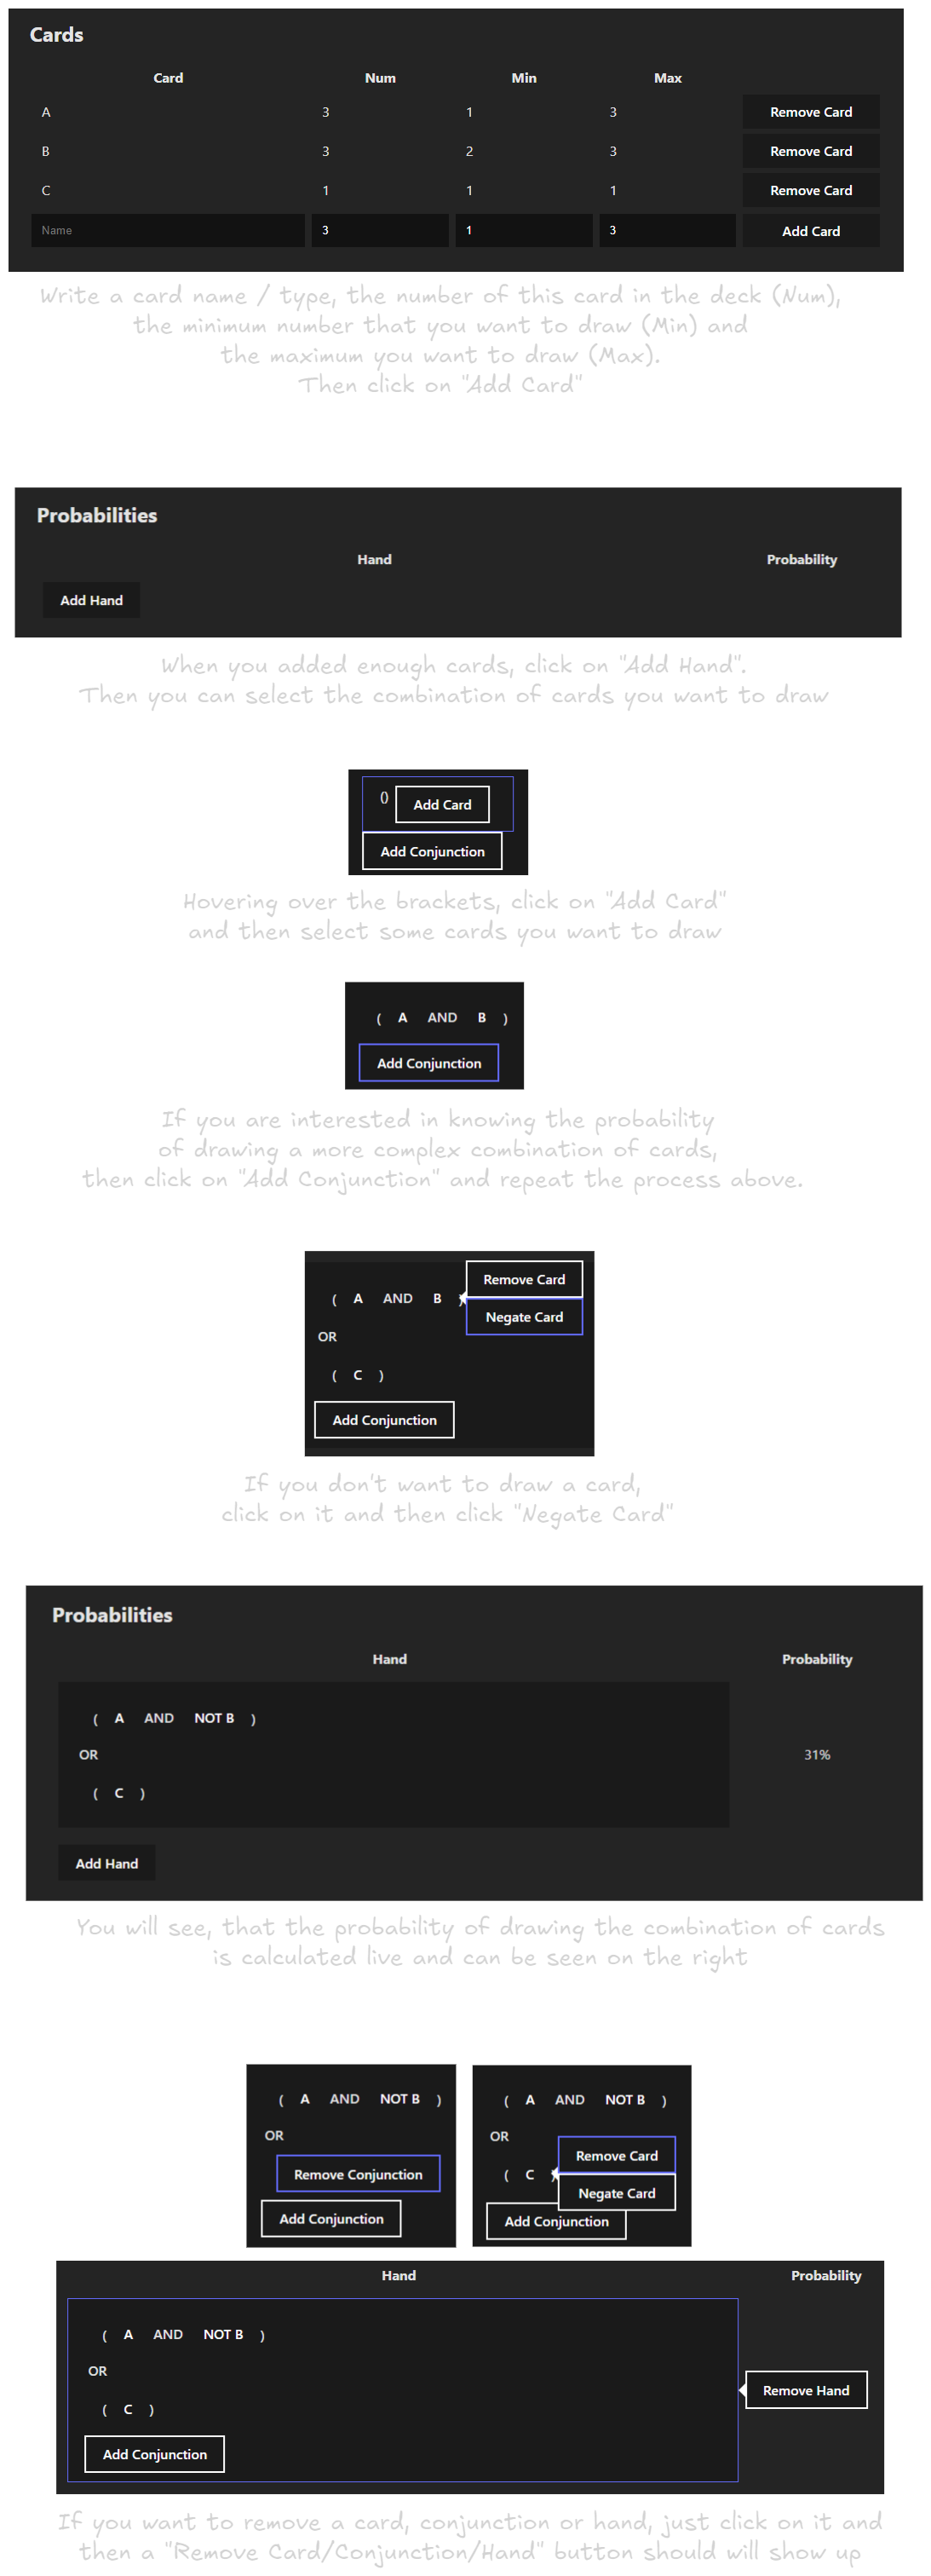 Cards
Card Num Min Max
A 3 1 3 Remove Card
B 3 2 3 Remove Card
C 1 1 1 Remove Card
Name 3 1 3 Add Card
Write a card name / type, the number of this card in the deck (Num),
the minimum number that you want to draw (Min) and
the maximum you want to draw (Max).
Then click on "Add Card"
Probabilities
Hand Probability
Add Hand
When you added enough cards, click on "Add Hand".
Then you can select the combination of cards you want to draw
() Add Card
Add Conjunction
Hovering over the brackets, click on "Add Card"
and then select some cards you want to draw
( A AND B )
Add Conjunction
If you are interested in knowing the probability
of drawing a more complex combination of cards,
then click on "Add Conjunction" and repeat the process above.
Remove Card
( A AND B )
Negate Card
OR
( C )
Add Conjunction
If you don't want to draw a card,
click on it and then click "Negate Card"
Probabilities
Hand Probability
( A AND NOT B )
OR 31%
( C )
Add Hand
You will see, that the probability of drawing the combination of cards
is calculated live and can be seen on the right
( A AND NOT B )
OR
Remove Conjunction
Add Conjunction
( A AND NOT B )
OR
Remove Card
( C )
Negate Card
Add Conjunction
Hand Probability
( A AND NOT B )
OR
Remove Hand
( C )
Add Conjunction
If you want to remove a card, conjunction or hand, just click on it and
then a "Remove Card/Conjunction/Hand" button should will show up